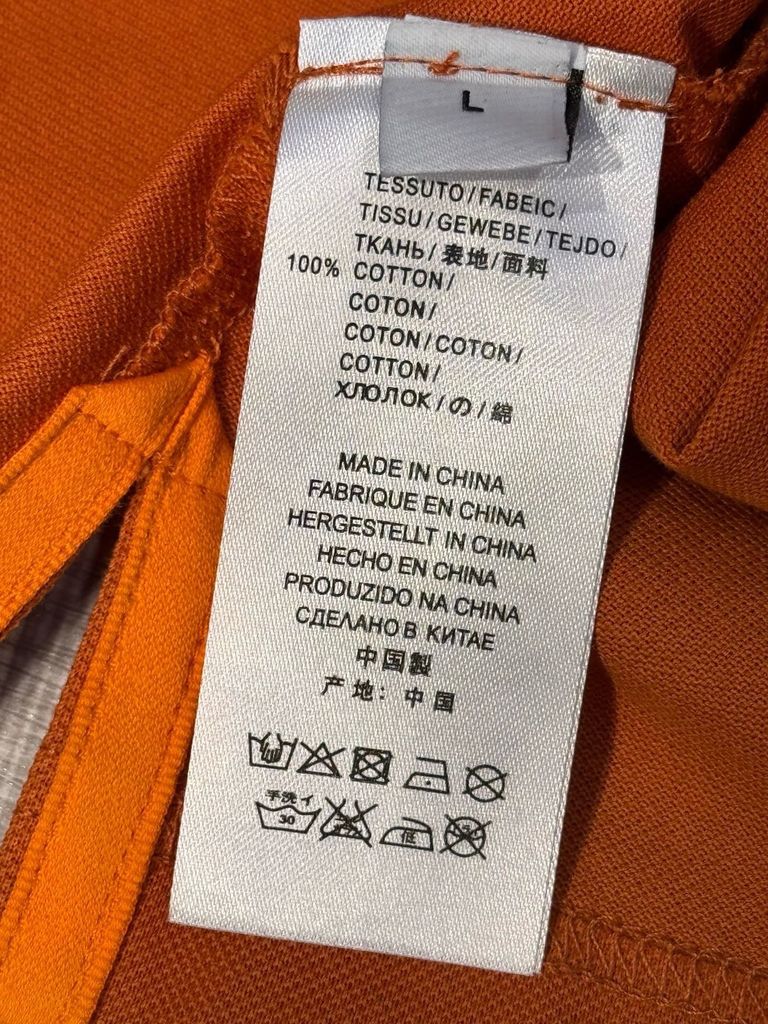 L
TESSUTO/FABEIC/
TISSU/GEWEBE/TEJDO/
ТКАНЬ/表地/面料
100% COTTON/
COTON/
COTON/COTON/
COTTON/
ХЛОЛОК/の/綿
MADE IN CHINA
FABRIQUE EN CHINA
HERGESTELLT IN CHINA
HECHO EN CHINA
PRODUZIDO NA CHINA
СДЕЛАНО В КИТАЕ
中国製
产地：中国
手洗イ
30
低